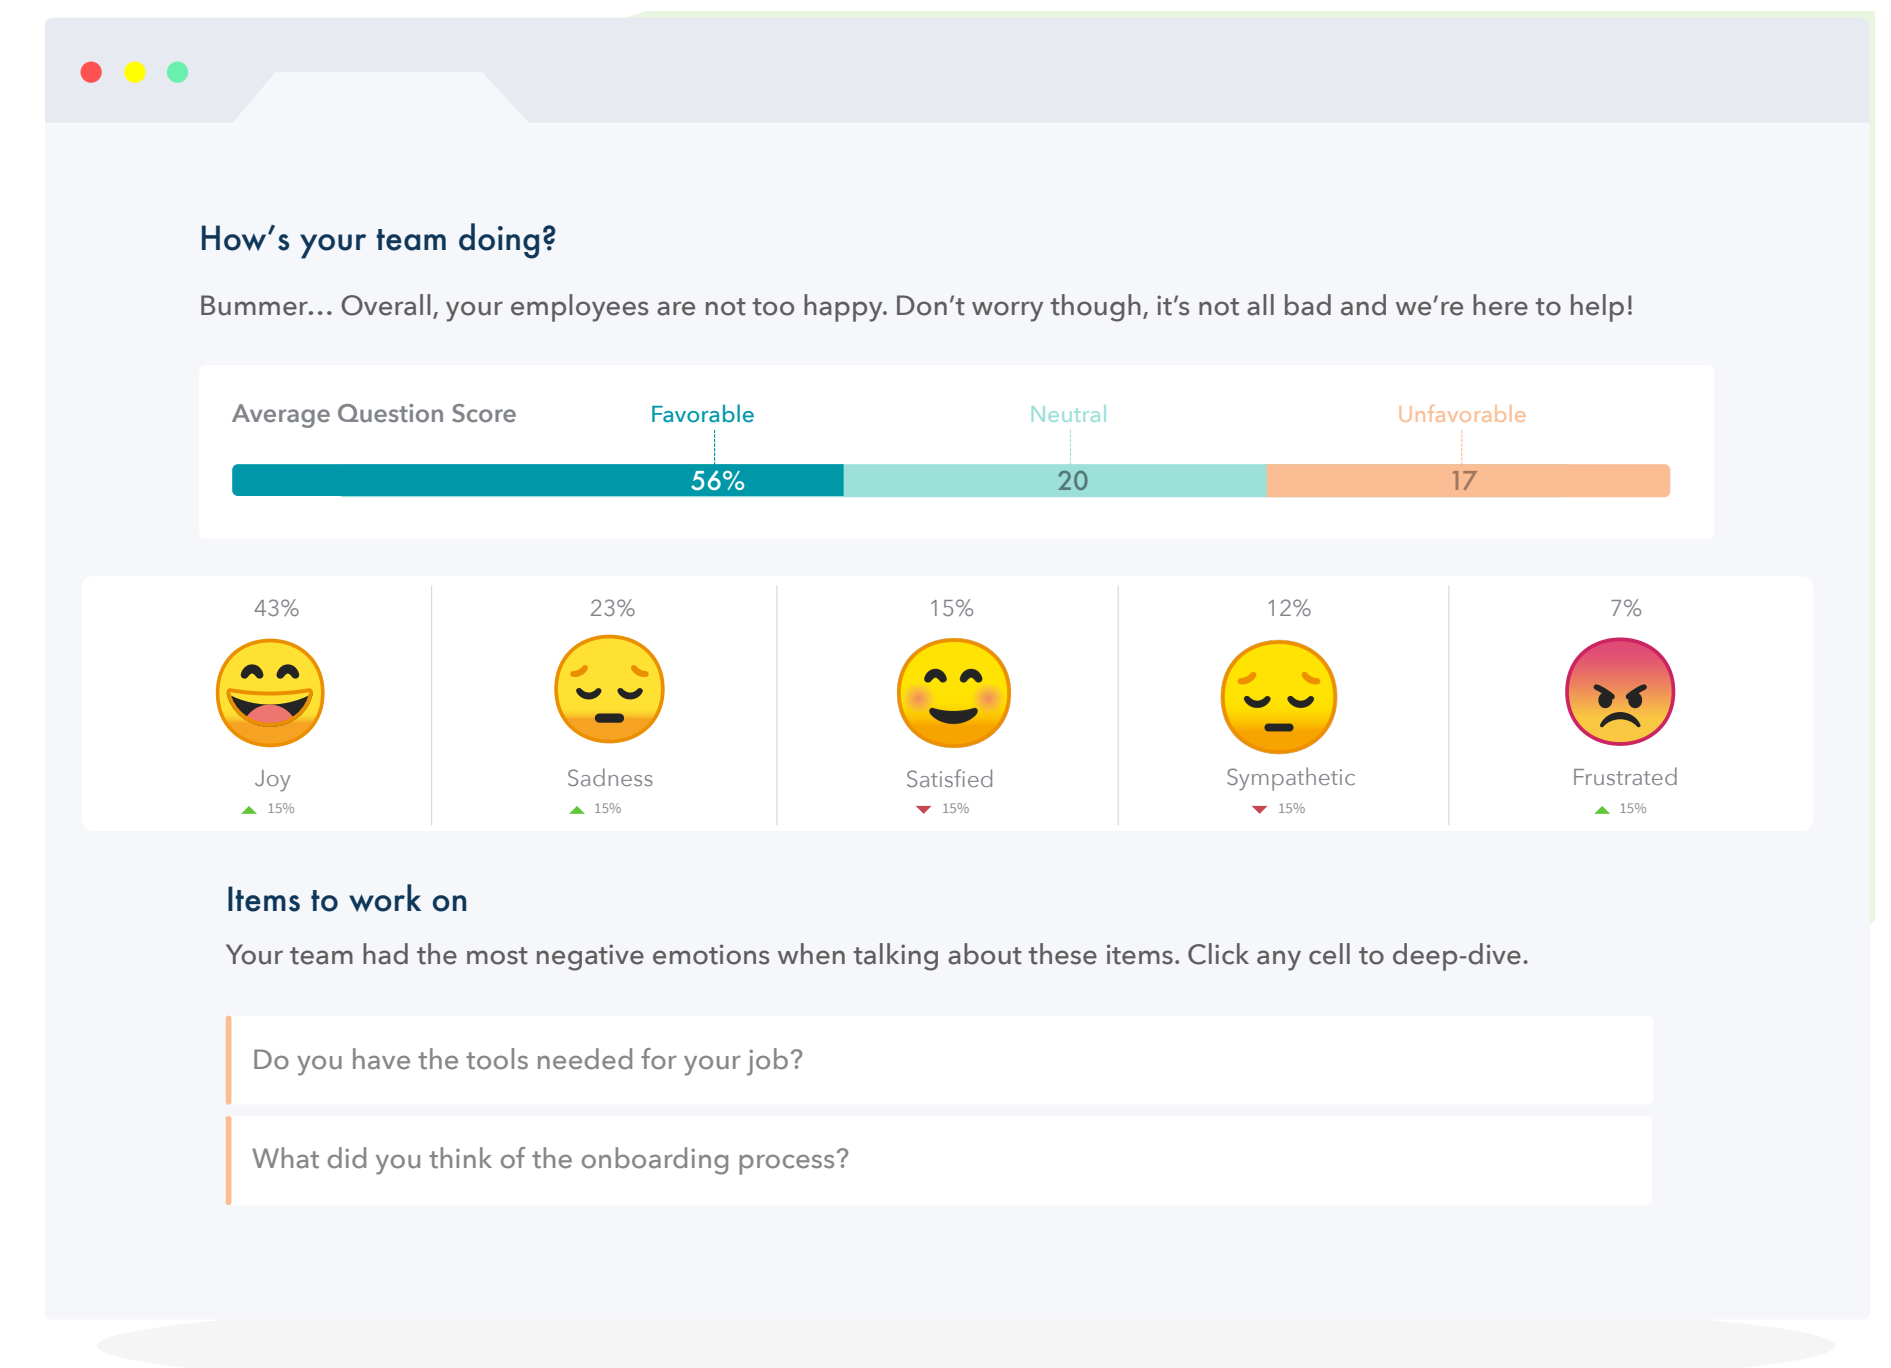 How's your team doing?
Bummer... Overall, your employees are not too happy. Don't worry though, it's not all bad and we're here to help!
Average Question Score Favorable Neutral Unfavorable
56% 20 17
43% 23% 15% 12% 7%
Joy Sadness Satisfied Sympathetic Frustrated
15% 15% 15% 15% 15%
Items to work on
Your team had the most negative emotions when talking about these items. Click any cell to deep-dive.
Do you have the tools needed for your job?
What did you think of the onboarding process?